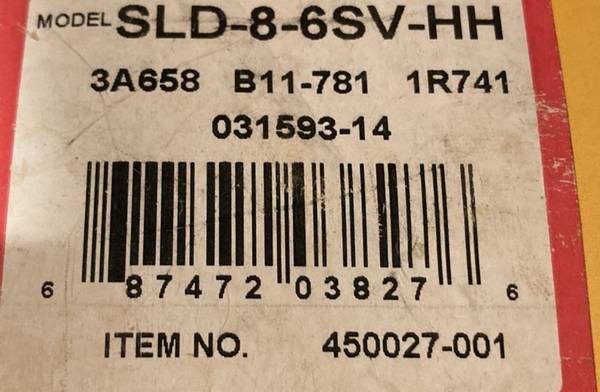 MODEL SLD-8-6SV-HH
3A658 B11-781 1R741
031593-14
6 87472 03827 6
ITEM NO. 450027-001